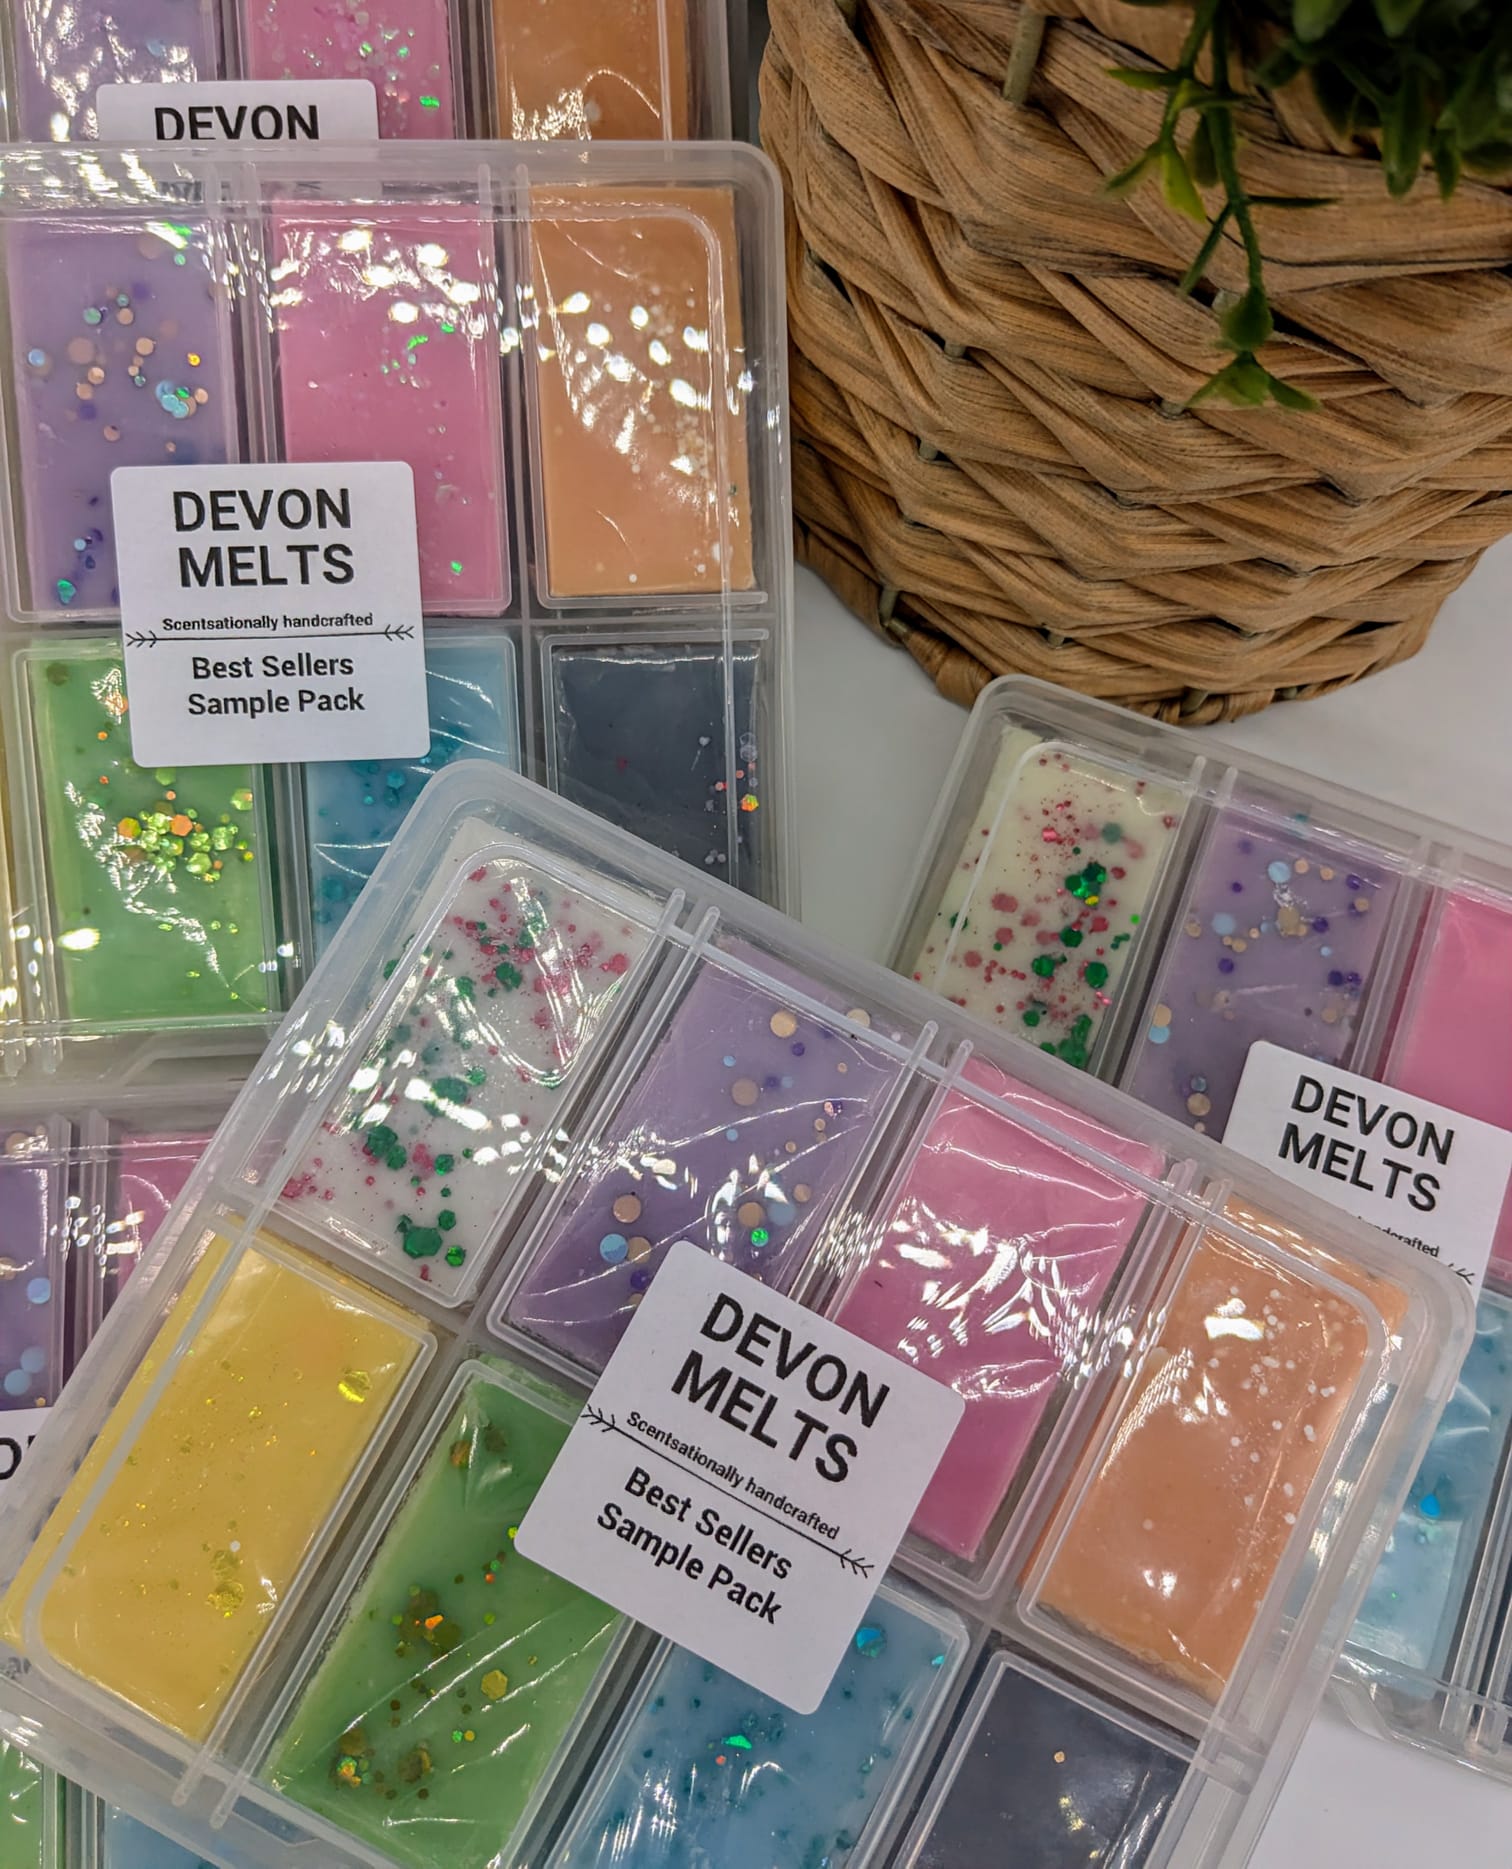 DEVON
DEVON
MELTS
Scentsationally handcrafted
Best Sellers
Sample Pack
DEVON
MELTS
handcrafted
DEVON
MELTS
Scentsationally handcrafted
Best Sellers
Sample Pack